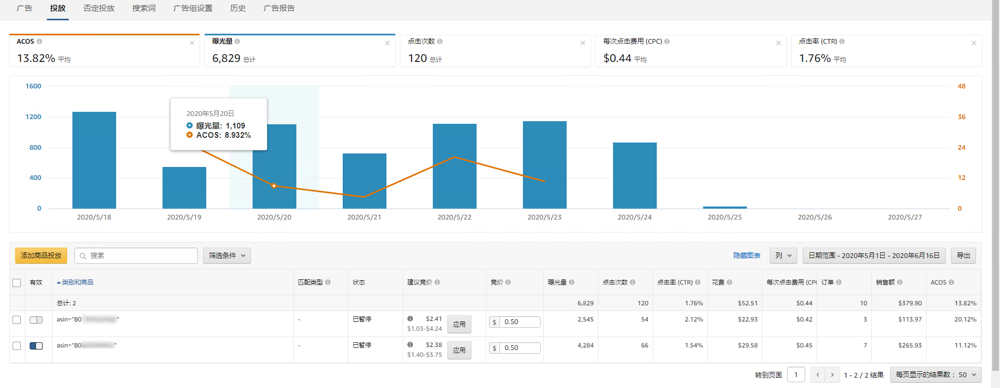 广告 投放 否定投放 搜索词 广告组设置 历史 广告报告
ACOS 曝光量 点击次数 每次点击费用 (CPC) 点击率 (CTR)
13.82% 平均 6,829 总计 120 总计 $0.44 平均 1.76% 平均
1600 48
2020年5月20日
曝光量: 1,109
ACOS: 8.932%
1200 36
800 24
400 12
0 0
2020/5/18 2020/5/19 2020/5/20 2020/5/21 2020/5/22 2020/5/23 2020/5/24 2020/5/25 2020/5/26 2020/5/27
添加商品投放 搜索 筛选条件 隐藏图表 列 日期范围 - 2020年5月1日 - 2020年6月16日 导出
有效 类别和商品 匹配类型 状态 建议竞价 竞价 曝光量 点击次数 点击率 (CTR) 花费 每次点击费用 (CPC 订单 销售额 ACOS
总计: 2 6,829 120 1.76% $52.51 $0.44 10 $379.90 13.82%
asin="B0 " - 已暂停 $2.41 应用 $ 0.50 2,545 54 2.12% $22.93 $0.42 3 $113.97 20.12%
$1.03-$4.24
asin="B0 " - 已暂停 $2.38 应用 $ 0.50 4,284 66 1.54% $29.58 $0.45 7 $265.93 11.12%
$1.40-$3.75
转到页面 1 1 - 2 / 2 结果 每页显示的结果数: 50